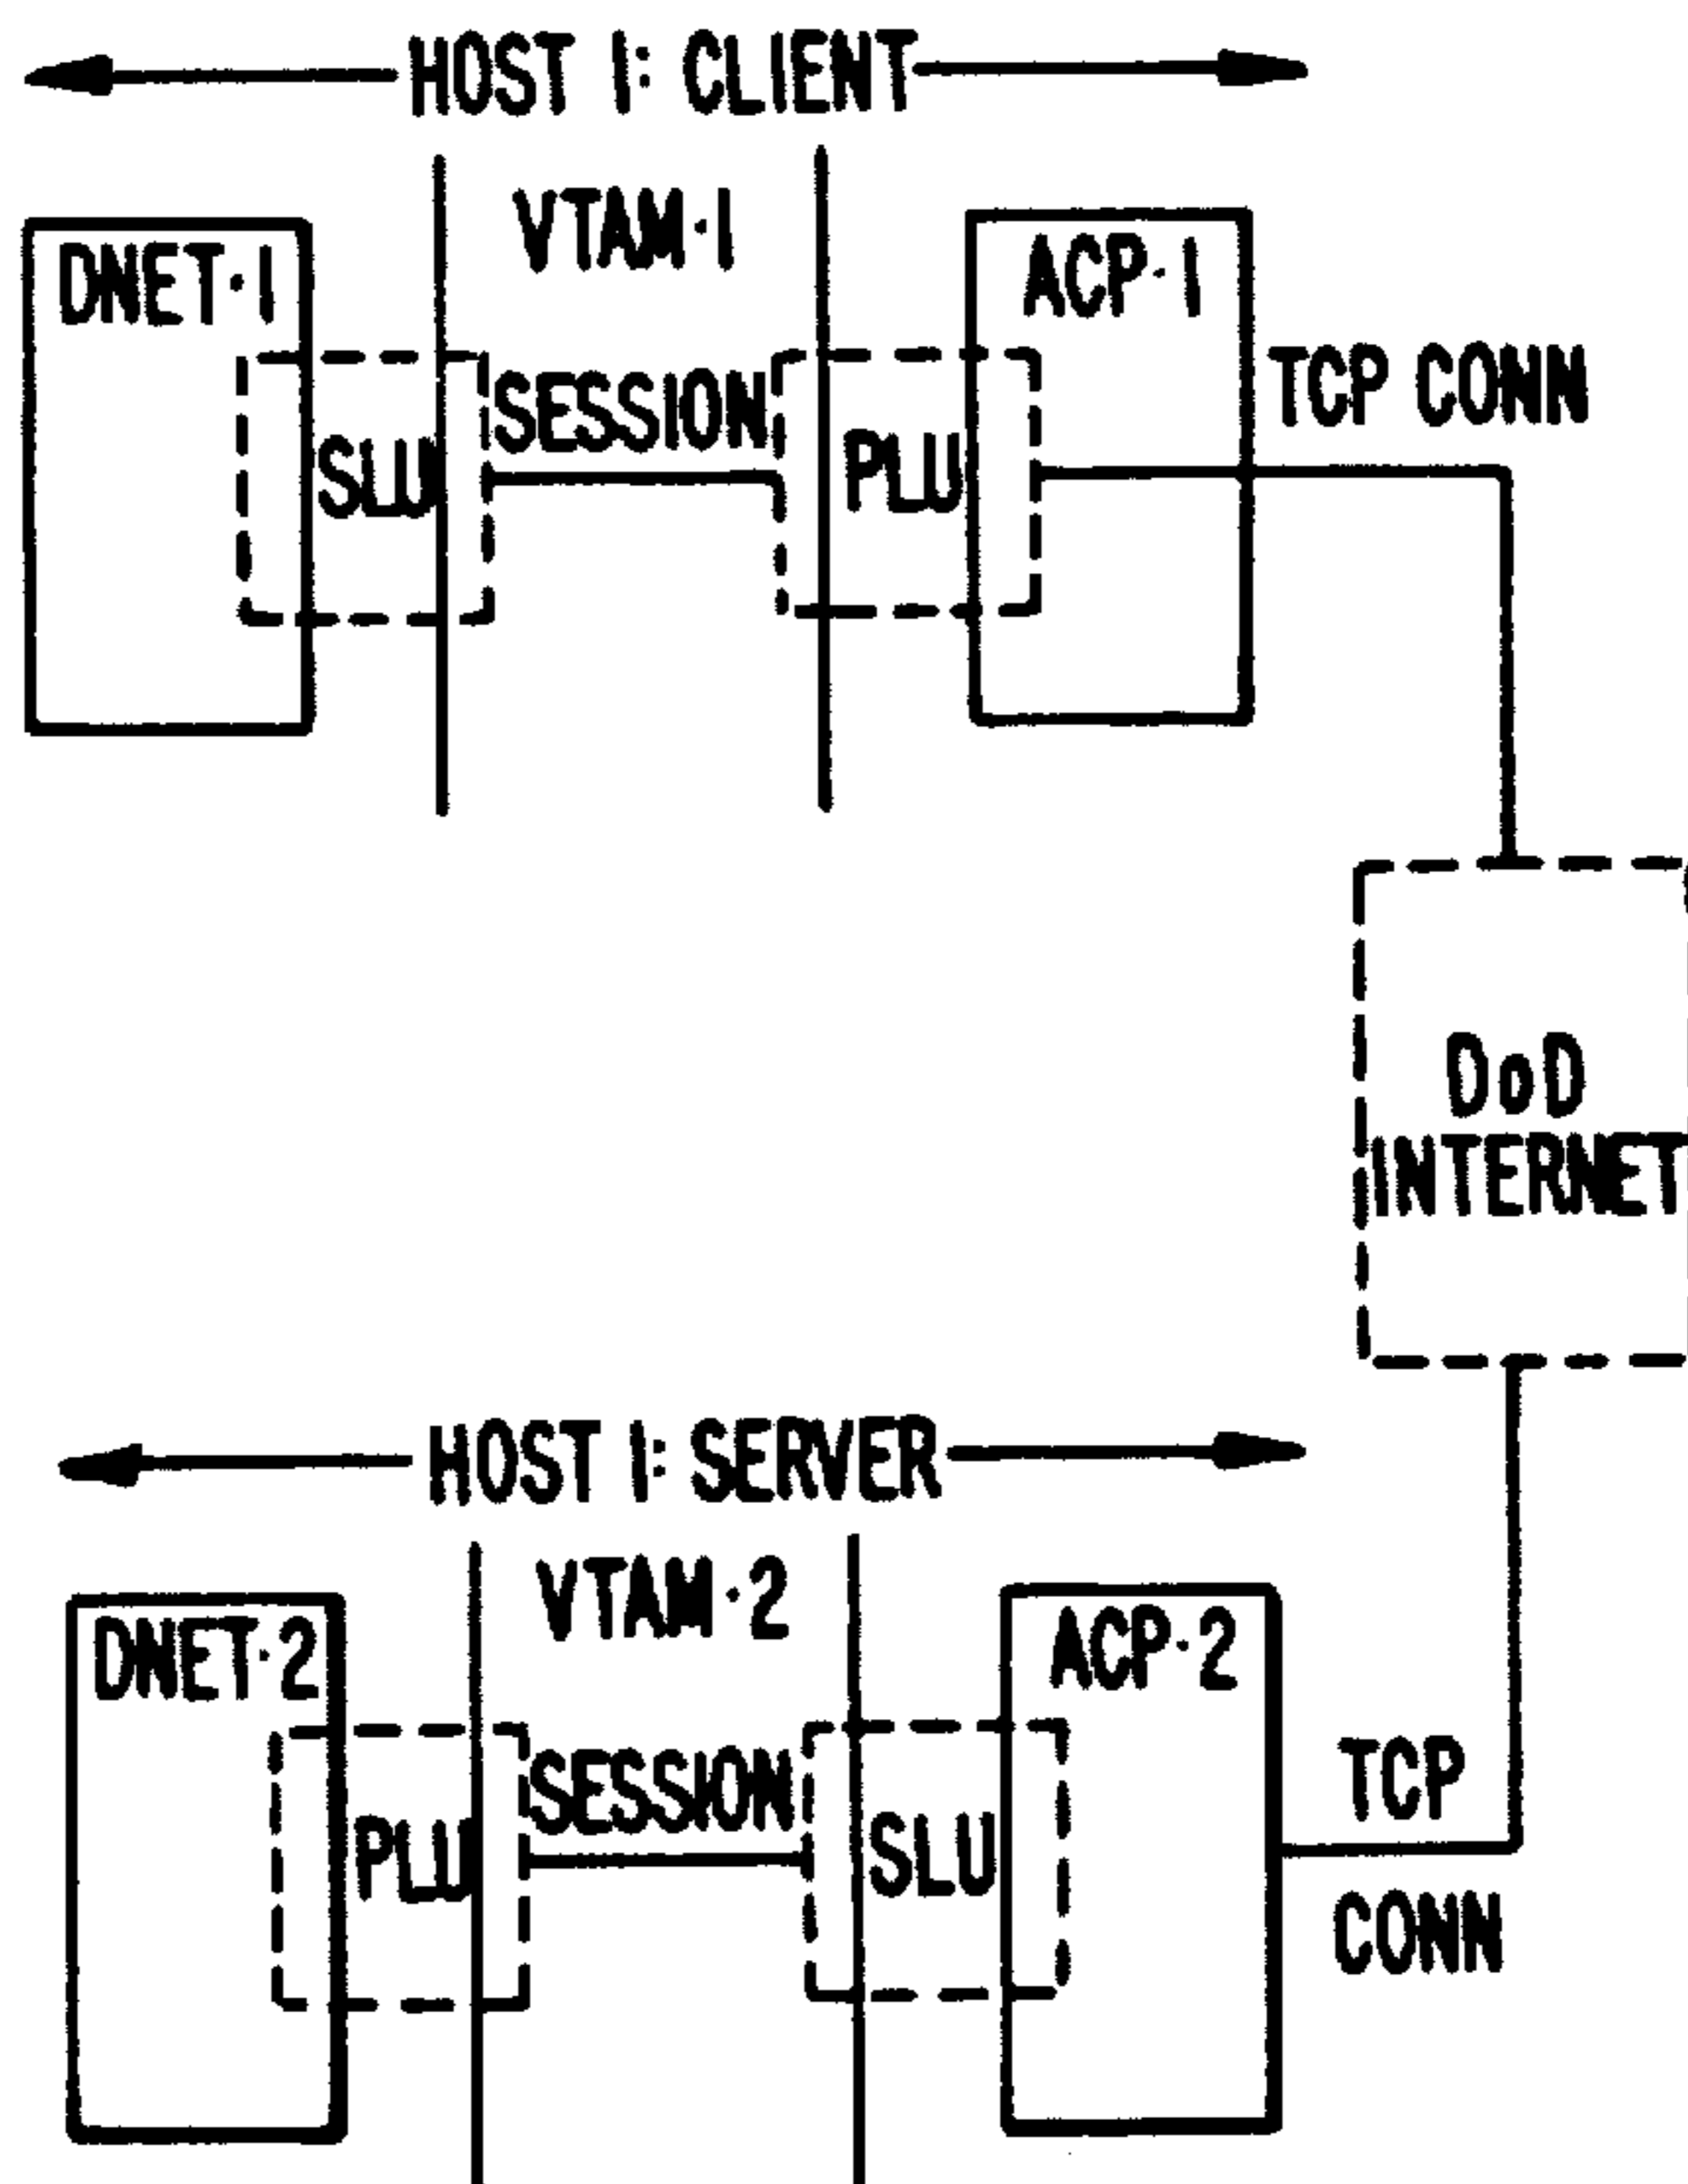 HOST 1: CLIENT
VTAM·1
DNET·1
ACP·1
SESSION
TCP CONN
SLU
PLU
DoD
INTERNET
HOST 1: SERVER
VTAM·2
DNET·2
ACP·2
SESSION
TCP
PLU
SLU
CONN